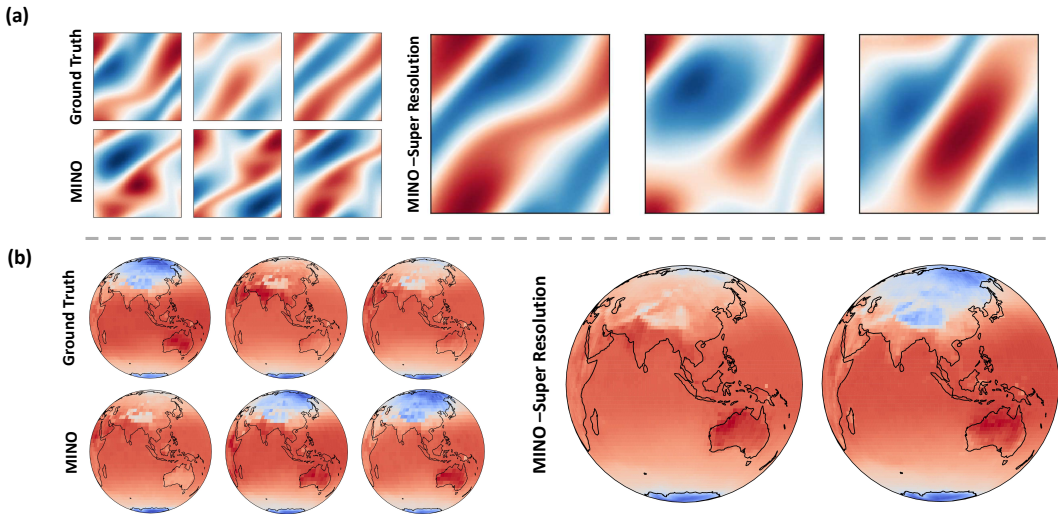 (a)
Ground Truth
MINO
MINO –Super Resolution
(b)
Ground Truth
MINO
MINO –Super Resolution